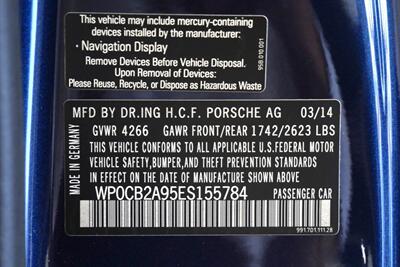 This vehicle may include mercury-containing
devices installed by the manufacturer:
• Navigation Display
Remove Devices Before Vehicle Disposal.
Upon Removal of Devices
Please Reuse, Recycle, or Dispose as Hazardous Waste
958.010.001
MFD BY DR.ING H.C.F. PORSCHE AG 03/14
GVWR 4266 GAWR FRONT/REAR 1742/2623 LBS
THIS VEHICLE CONFORMS TO ALL
APPLICABLE U.S.FEDERAL MOTOR
VEHICLE SAFETY,BUMPER,AND THEFT PREVENTION STANDARDS
IN EFFECT ON THE DATE OF MANUFACTURE SHOWN ABOVE
WP0CB2A95ES155784
PASSENGER CAR
991.701.111.28
MADE IN GERMANY